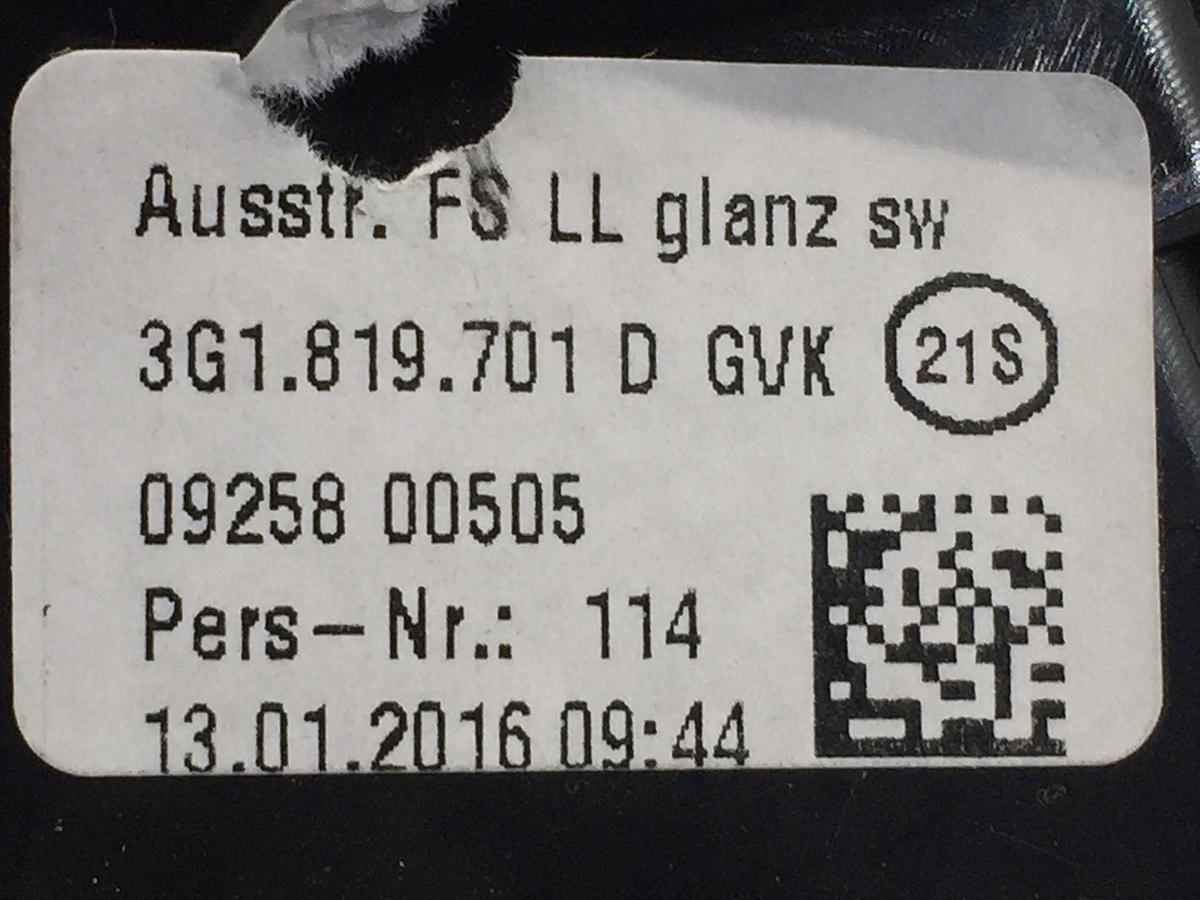 Ausstr. FS LL glanz sw
3G1.819.701 D GVK 21S
09258 00505
Pers-Nr.: 114
13.01.2016 09:44